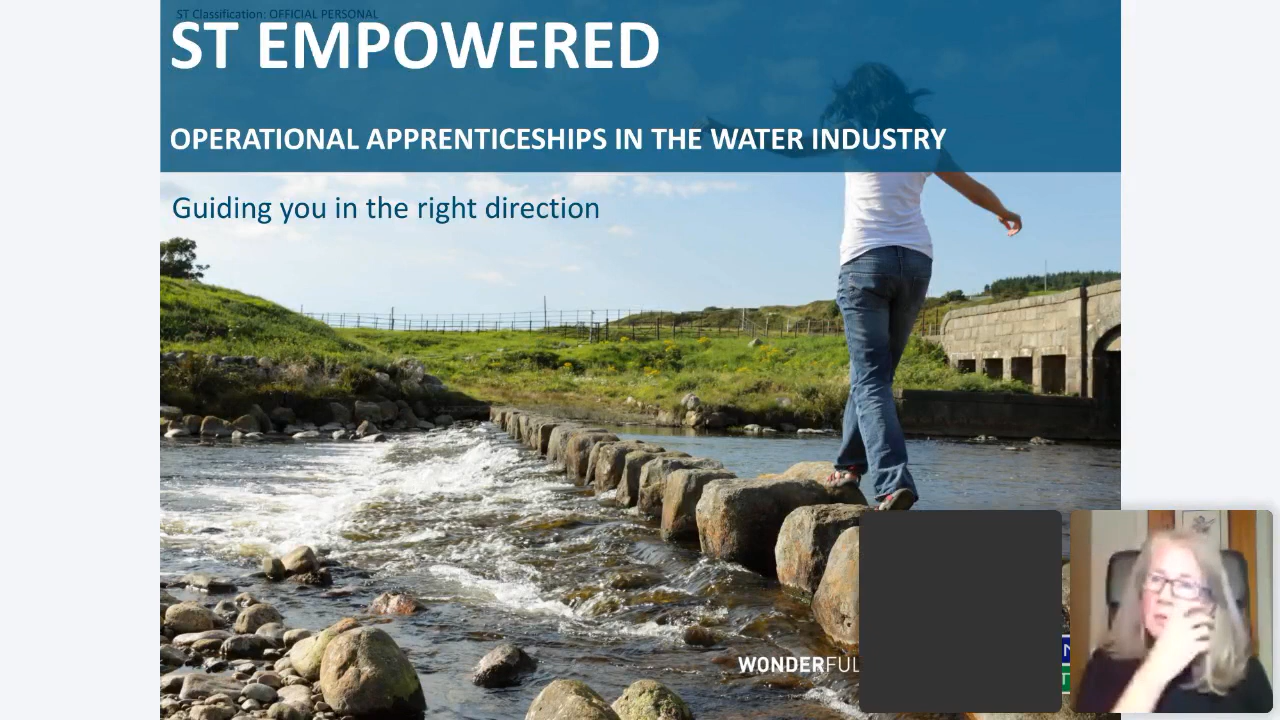 ST Classification: OFFICIAL PERSONAL
ST EMPOWERED
OPERATIONAL APPRENTICESHIPS IN THE WATER INDUSTRY
Guiding you in the right direction
WONDERFUL